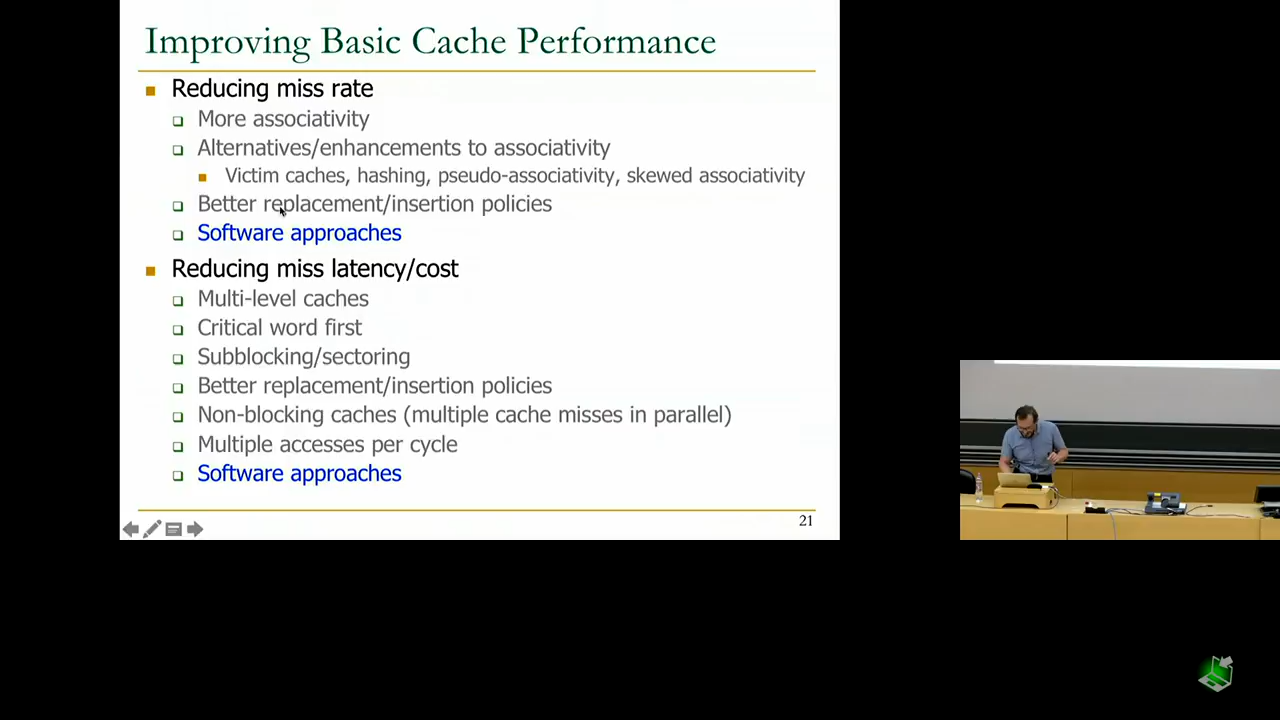 Improving Basic Cache Performance
Reducing miss rate
More associativity
Alternatives/enhancements to associativity
Victim caches, hashing, pseudo-associativity, skewed associativity
Better replacement/insertion policies
Software approaches
Reducing miss latency/cost
Multi-level caches
Critical word first
Subblocking/sectoring
Better replacement/insertion policies
Non-blocking caches (multiple cache misses in parallel)
Multiple accesses per cycle
Software approaches
21